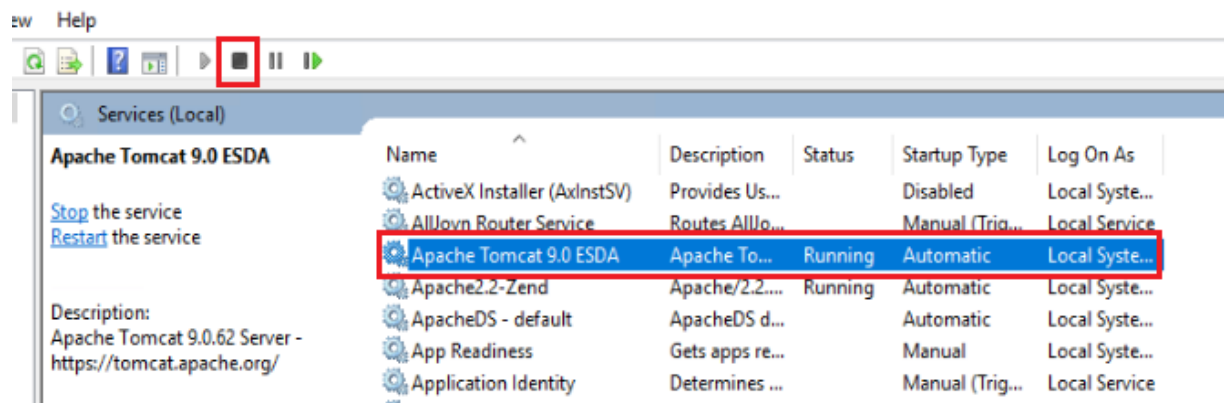 ew Help
Services (Local)
Apache Tomcat 9.0 ESDA
Stop the service
Restart the service
Description:
Apache Tomcat 9.0.62 Server -
https://tomcat.apache.org/
Name Description Status Startup Type Log On As
ActiveX Installer (AxInstSV) Provides Us... Disabled Local Syste...
AllJoyn Router Service Routes AllJo... Manual (Trig... Local Service
Apache Tomcat 9.0 ESDA Apache To... Running Automatic Local Syste...
Apache2.2-Zend Apache/2.2.... Running Automatic Local Syste...
ApacheDS - default ApacheDS d... Automatic Local Syste...
App Readiness Gets apps re... Manual Local Syste...
Application Identity Determines ... Manual (Trig... Local Service